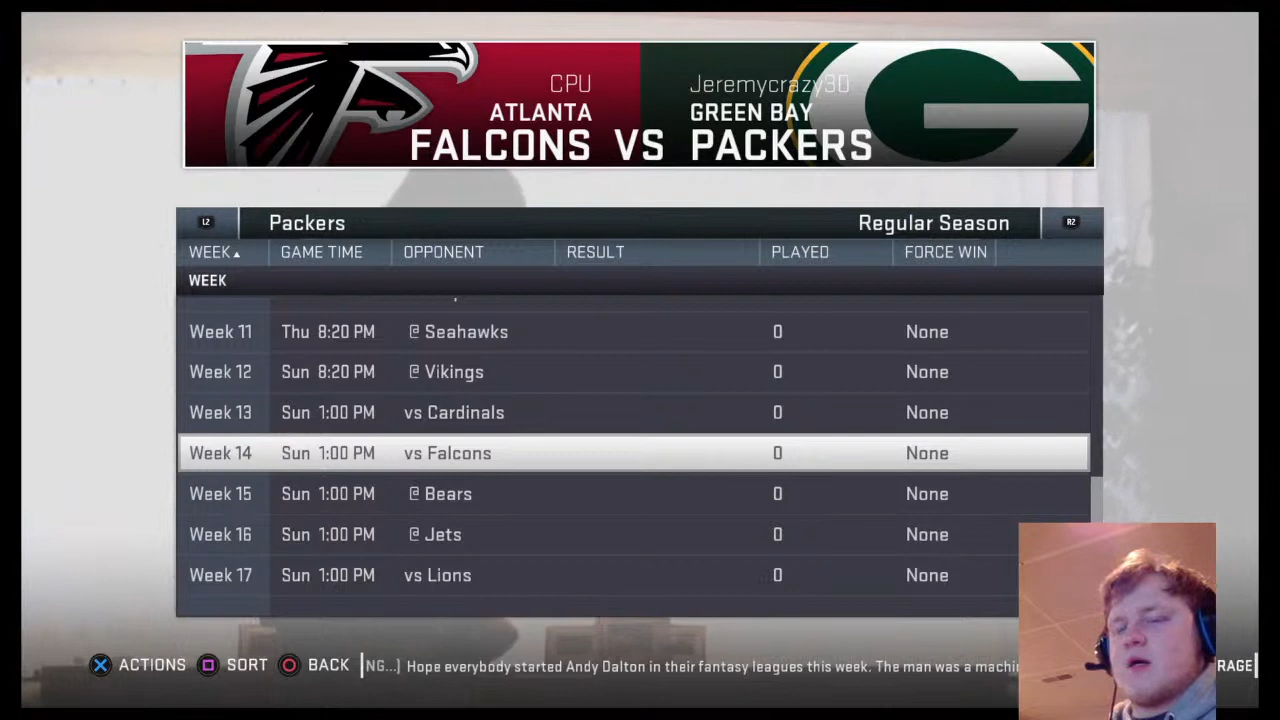 CPU Jeremycrazy30
ATLANTA GREEN BAY
FALCONS VS PACKERS
L2 Packers Regular Season R2
WEEK GAME TIME OPPONENT RESULT PLAYED FORCE WIN
WEEK
Week 11 Thu 8:20 PM @ Seahawks 0 None
Week 12 Sun 8:20 PM @ Vikings 0 None
Week 13 Sun 1:00 PM vs Cardinals 0 None
Week 14 Sun 1:00 PM vs Falcons 0 None
Week 15 Sun 1:00 PM @ Bears 0 None
Week 16 Sun 1:00 PM @ Jets 0 None
Week 17 Sun 1:00 PM vs Lions 0 None
ACTIONS SORT BACK NG...] Hope everybody started Andy Dalton in their fantasy leagues this week. The man was a machin RAGE